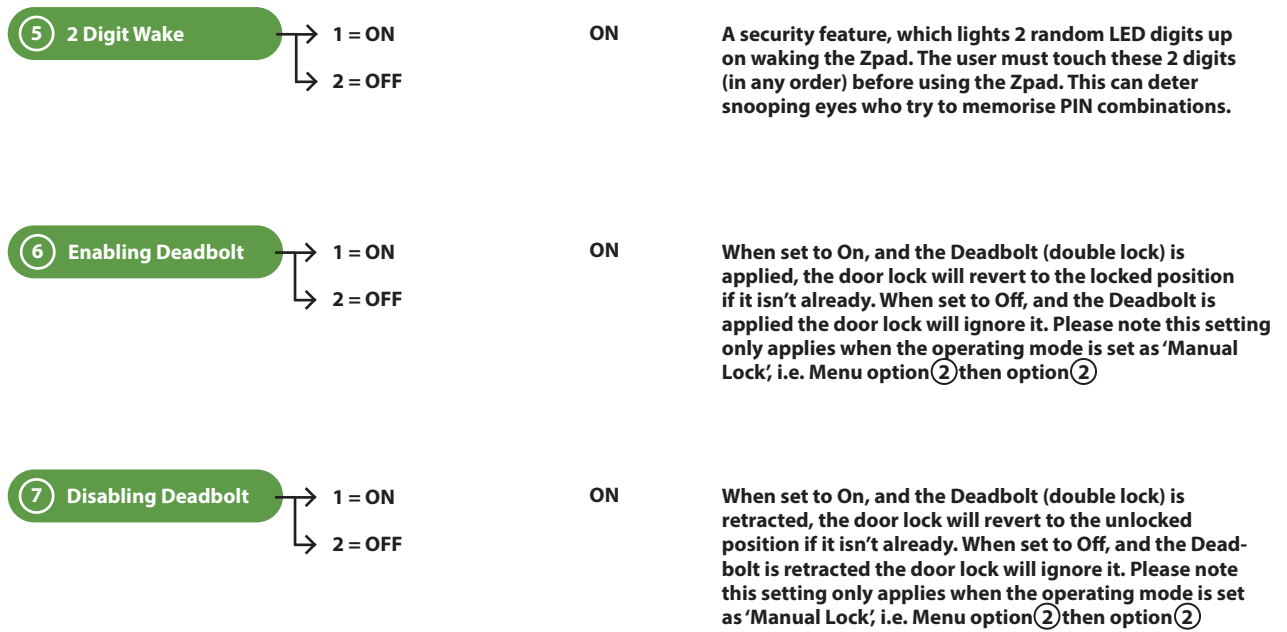 5 2 Digit Wake
1 = ON
2 = OFF
ON
A security feature, which lights 2 random LED digits up
on waking the Zpad. The user must touch these 2 digits
(in any order) before using the Zpad. This can deter
snooping eyes who try to memorise PIN combinations.
6 Enabling Deadbolt
1 = ON
2 = OFF
ON
When set to On, and the Deadbolt (double lock) is
applied, the door lock will revert to the locked position
if it isn’t already. When set to Off, and the Deadbolt is
applied the door lock will ignore it. Please note this setting
only applies when the operating mode is set as ‘Manual
Lock’, i.e. Menu option 2 then option 2
7 Disabling Deadbolt
1 = ON
2 = OFF
ON
When set to On, and the Deadbolt (double lock) is
retracted, the door lock will revert to the unlocked
position if it isn’t already. When set to Off, and the Dead-
bolt is retracted the door lock will ignore it. Please note
this setting only applies when the operating mode is set
as ‘Manual Lock’, i.e. Menu option 2 then option 2